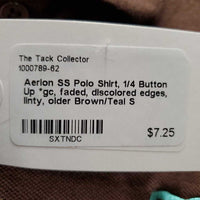 The Tack Collector
1000789-62
Aerion SS Polo Shirt, 1/4 Button
Up *gc, faded, discolored edges,
linty, older Brown/Teal S
SXTNDC
$7.25